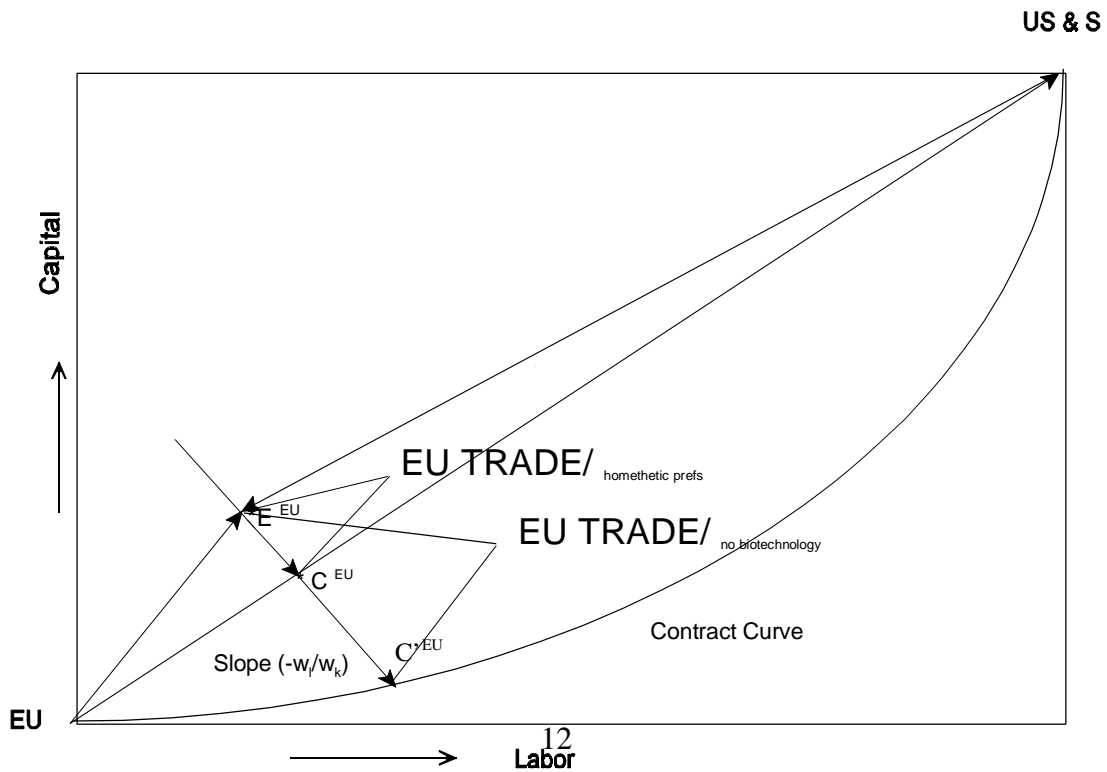 US & S
Capital
EU TRADE/ homethetic prefs
E EU
EU TRADE/ no biotechnology
C EU
Contract Curve
C' EU
Slope (-wl/wk)
EU
12
Labor